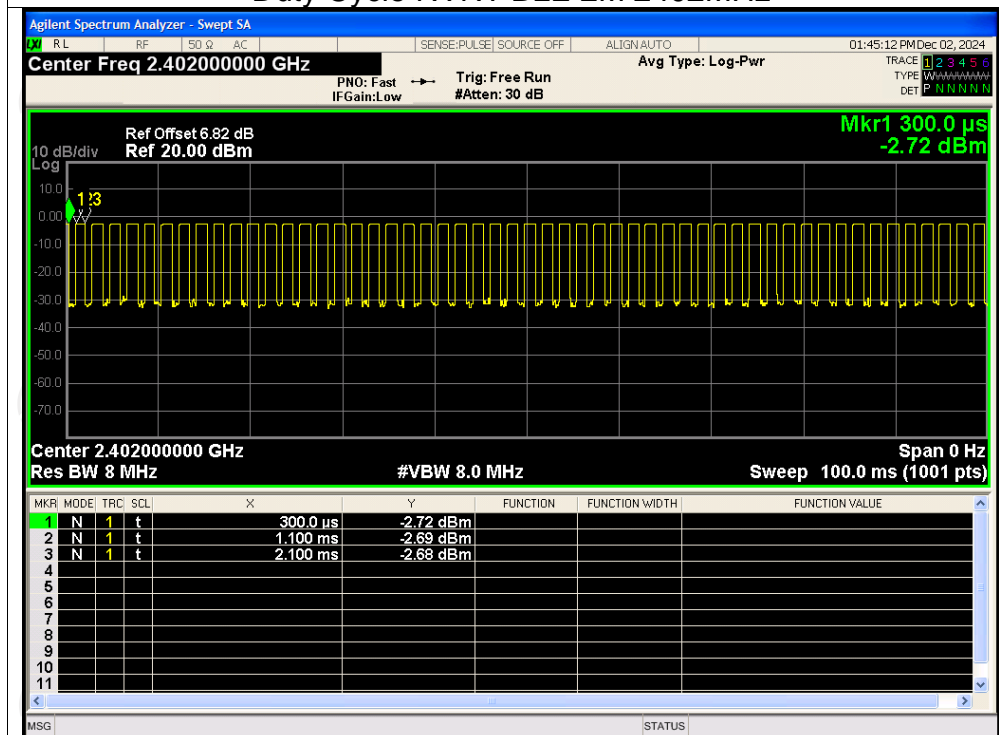 Agilent Spectrum Analyzer - Swept SA
LXI RL RF 50 Ω AC SENSE:PULSE SOURCE OFF ALIGN AUTO 01:45:12 PM Dec 02, 2024
Center Freq 2.402000000 GHz
PNO: Fast
IFGain:Low
Trig: Free Run
#Atten: 30 dB
Avg Type: Log-Pwr
TRACE 1 2 3 4 5 6
TYPE W
DET P N N N N N
Mkr1 300.0 µs
-2.72 dBm
Ref Offset 6.82 dB
10 dB/div Ref 20.00 dBm
Log
10.0
0.00
-10.0
-20.0
-30.0
-40.0
-50.0
-60.0
-70.0
1 3
Center 2.402000000 GHz Span 0 Hz
Res BW 8 MHz #VBW 8.0 MHz Sweep 100.0 ms (1001 pts)
MKR MODE TRC SCL X Y FUNCTION FUNCTION WIDTH FUNCTION VALUE
1 N 1 t 300.0 µs -2.72 dBm
2 N 1 t 1.100 ms -2.69 dBm
3 N 1 t 2.100 ms -2.68 dBm
4
5
6
7
8
9
10
11
MSG STATUS